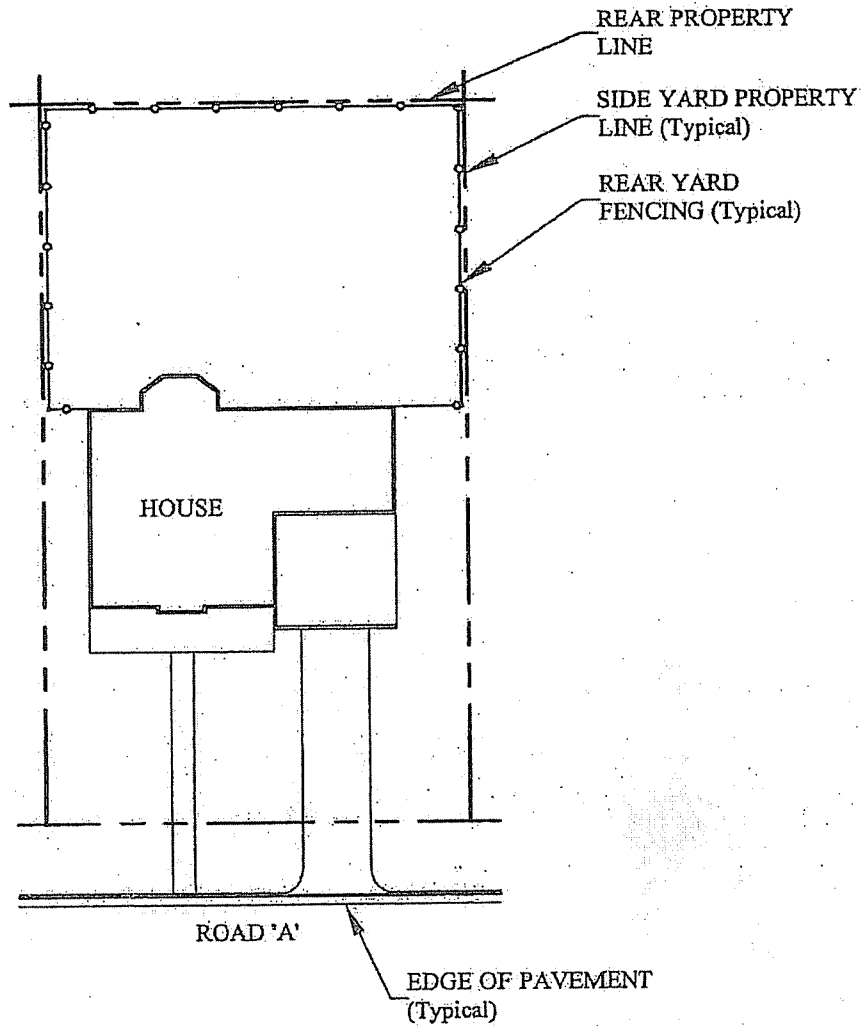 REAR PROPERTY
LINE
SIDE YARD PROPERTY
LINE (Typical)
REAR YARD
FENCING (Typical)
HOUSE
ROAD 'A'
EDGE OF PAVEMENT
(Typical)